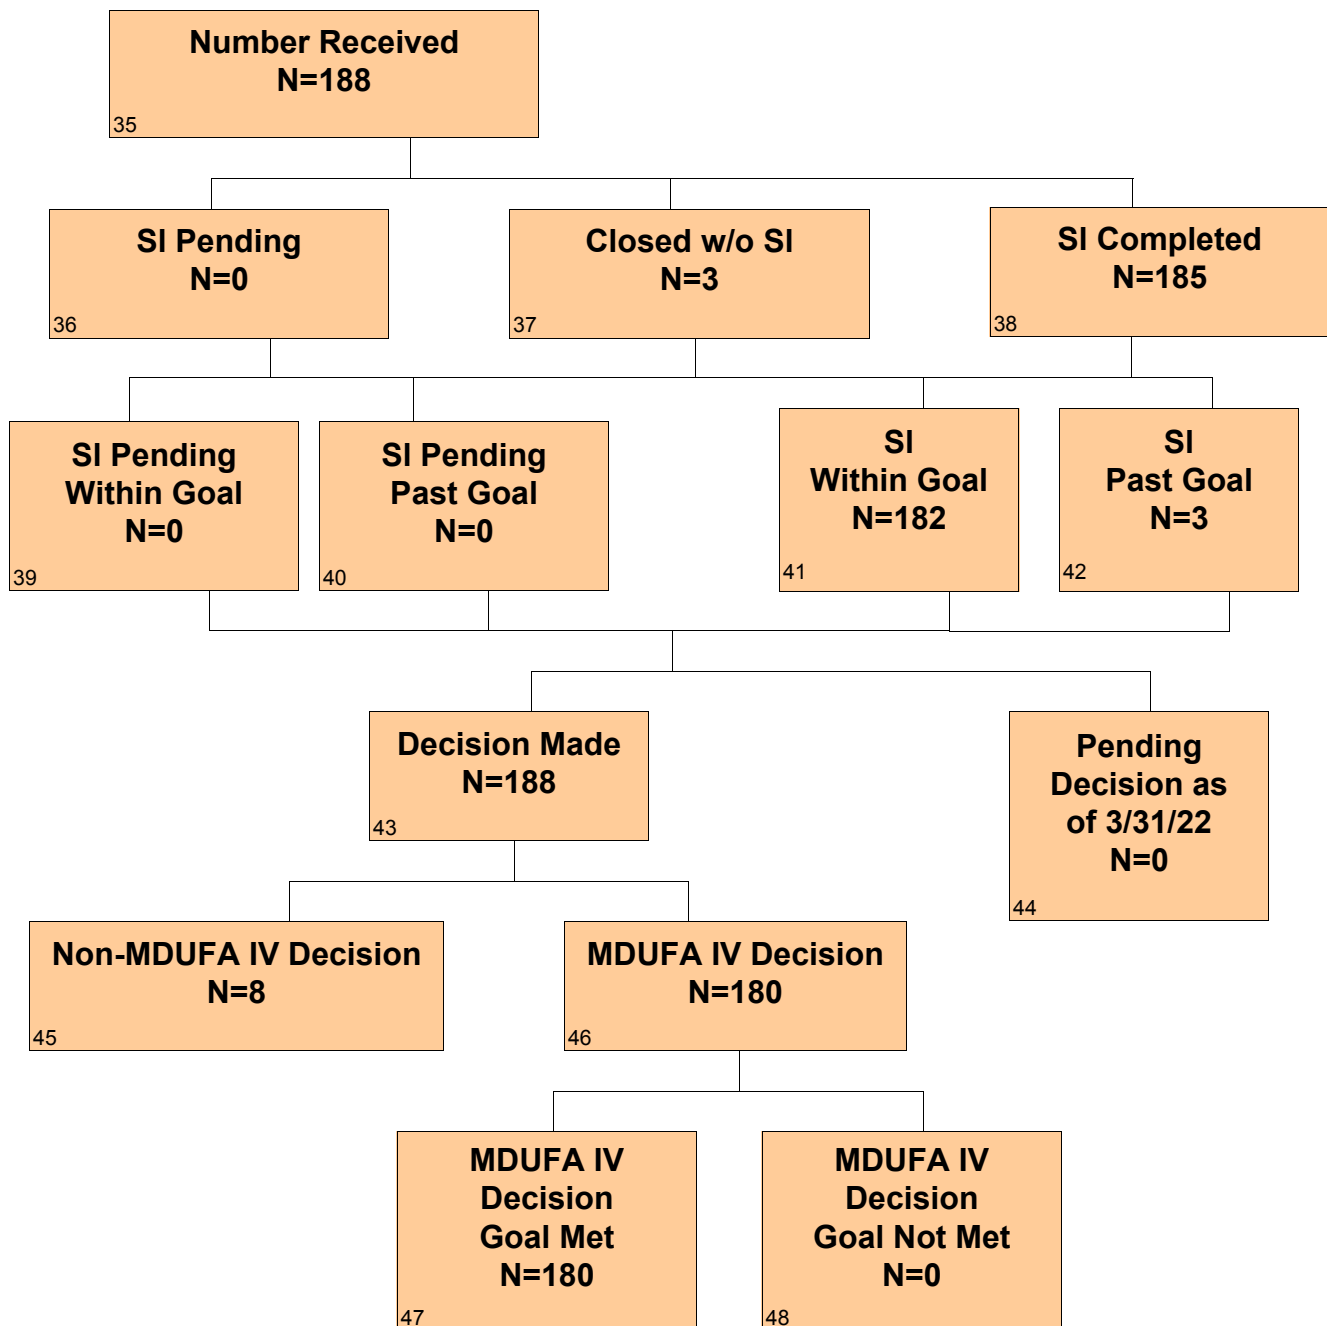 Number Received
N=188
35
SI Pending
N=0
36
Closed w/o SI
N=3
37
SI Completed
N=185
38
SI Pending
Within Goal
N=0
39
SI Pending
Past Goal
N=0
40
SI
Within Goal
N=182
41
SI
Past Goal
N=3
42
Decision Made
N=188
43
Pending
Decision as
of 3/31/22
N=0
44
Non-MDUFA IV Decision
N=8
45
MDUFA IV Decision
N=180
46
MDUFA IV
Decision
Goal Met
N=180
47
MDUFA IV
Decision
Goal Not Met
N=0
48